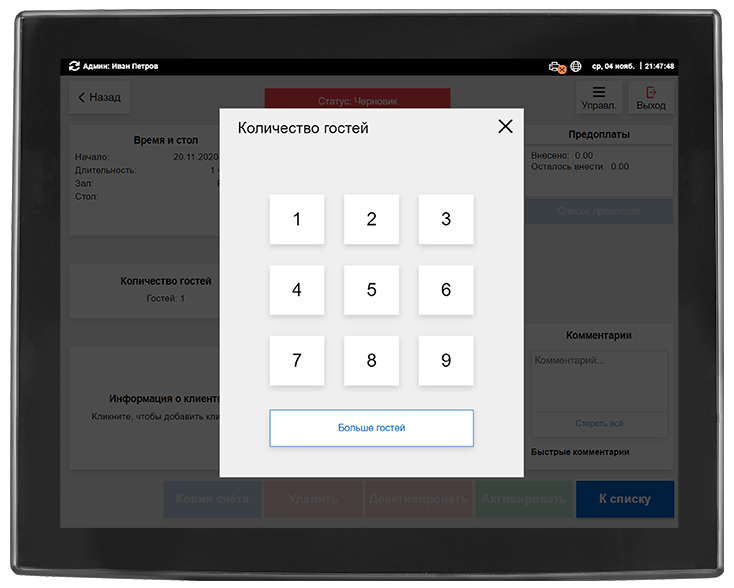 Админ: Иван Петров
ср, 04 нояб. | 21:47:48
Назад
Статус: Черновик
Управл.
Выход
Количество гостей
Время и стол
Начало: 20.11.2020
Длительность: 1
Зал:
Стол:
Предоплаты
Внесено: 0.00
Осталось внести: 0.00
Список предоплат
1 2 3
4 5 6
7 8 9
Больше гостей
Количество гостей
Гостей: 1
Информация о клиенте
Кликните, чтобы добавить кли
Комментарии
Комментарий...
Стереть всё
Быстрые комментарии
Копия счёта
Удалить
Деактивировать
Активировать
К списку